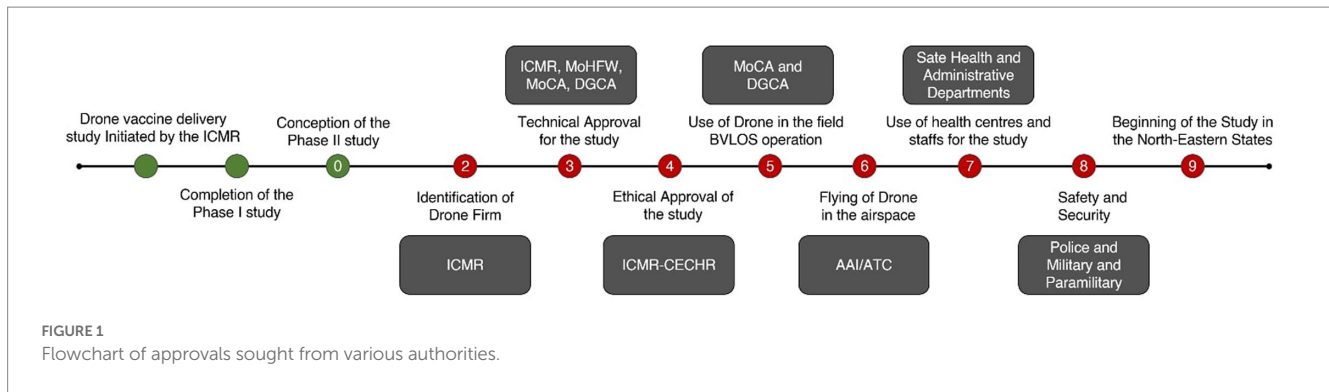 ICMR, MoHFW,
MoCA, DGCA
MoCA and
DGCA
Sate Health and
Administrative
Departments
Drone vaccine delivery
study Initiated by the ICMR
Conception of the
Phase II study
Technical Approval
for the study
Use of Drone in the field
BVLOS operation
Use of health centres and
staffs for the study
Beginning of the Study in
the North-Eastern States
0
2
3
4
5
6
7
8
9
Completion of the
Phase I study
Identification of
Drone Firm
Ethical Approval of
the study
Flying of Drone
in the airspace
Safety and
Security
ICMR
ICMR-CECHR
AAI/ATC
Police and
Military and
Paramilitary
FIGURE 1
Flowchart of approvals sought from various authorities.